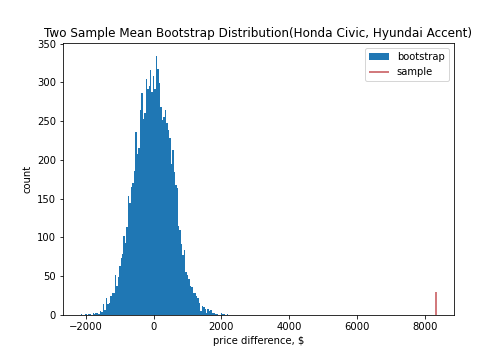 Two Sample Mean Bootstrap Distribution(Honda Civic, Hyundai Accent)
350
300
250
200
150
100
50
0
count
bootstrap
sample
−2000 0 2000 4000 6000 8000
price difference, $